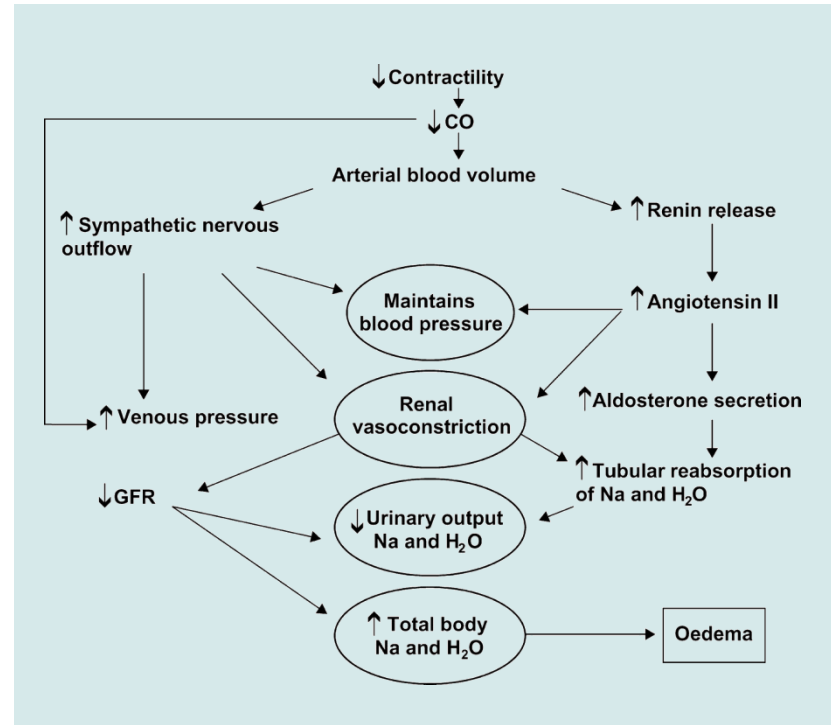 ↓ Contractility
↓ CO
Arterial blood volume
↑ Sympathetic nervous
outflow
↑ Renin release
Maintains
blood pressure
↑ Angiotensin II
↑ Venous pressure
Renal
vasoconstriction
↑ Aldosterone secretion
↑ Tubular reabsorption
of Na and H₂O
↓ GFR
↓ Urinary output
Na and H₂O
↑ Total body
Na and H₂O
Oedema